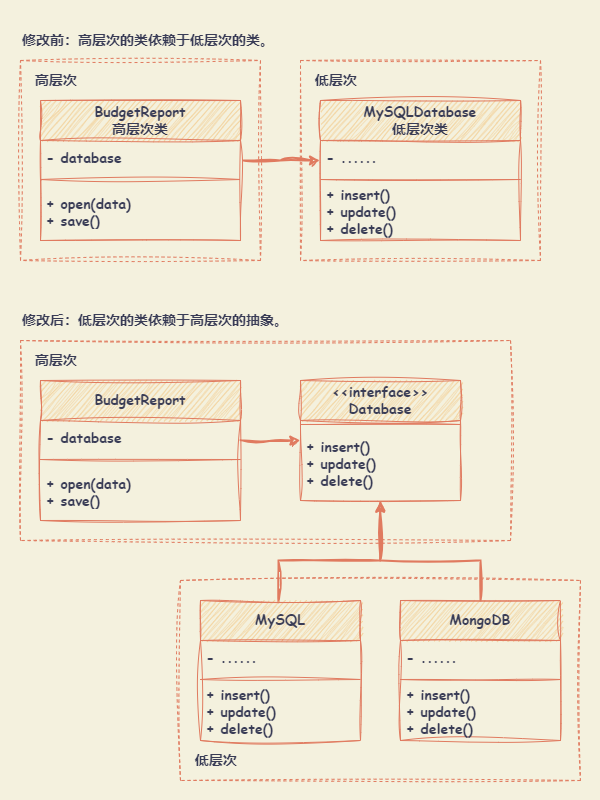 修改前：高层次的类依赖于低层次的类。
高层次
BudgetReport
高层次类
- database
+ open(data)
+ save()
低层次
MySQLDatabase
低层次类
- ......
+ insert()
+ update()
+ delete()
修改后：低层次的类依赖于高层次的抽象。
高层次
BudgetReport
- database
+ open(data)
+ save()
<<interface>>
Database
+ insert()
+ update()
+ delete()
MySQL
- ......
+ insert()
+ update()
+ delete()
MongoDB
- ......
+ insert()
+ update()
+ delete()
低层次